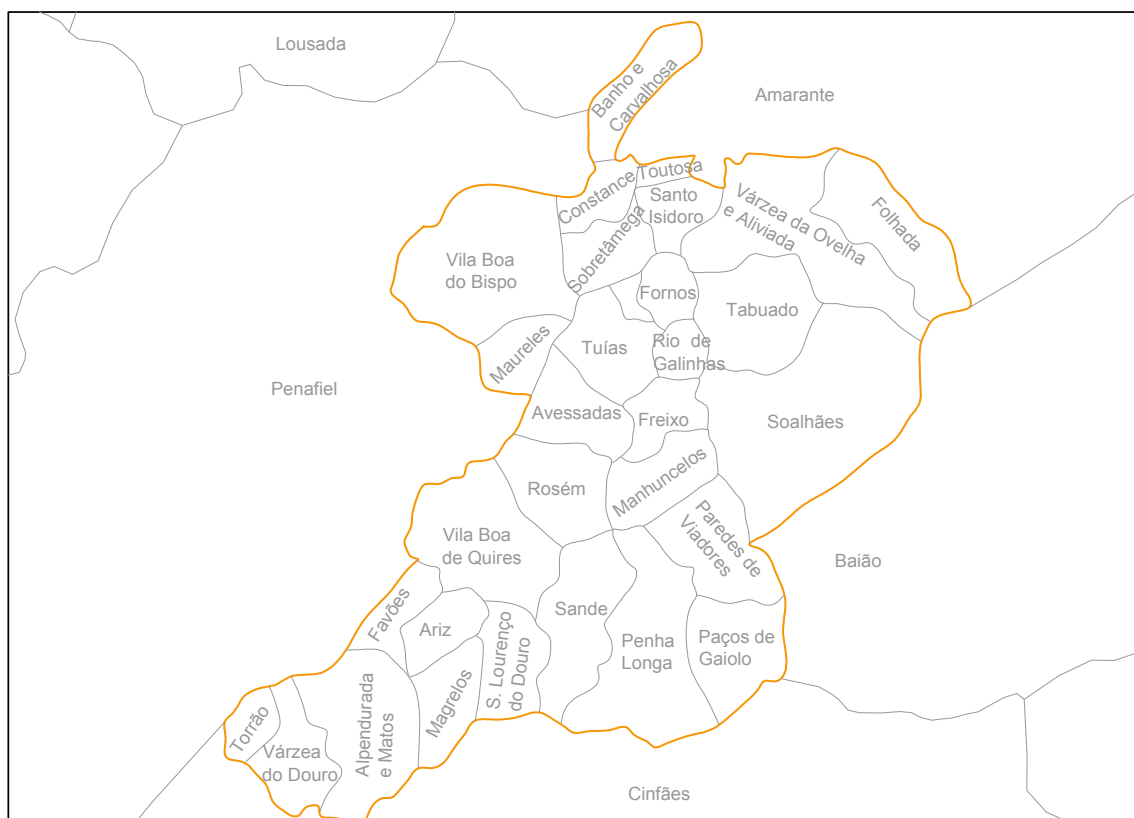 Lousada
Amarante
Banho e
Carvalhosa
Constance
Toutosa
Santo
Isidoro
Várzea da Ovelha
e Aliviada
Folhada
Sobretâmega
Vila Boa
do Bispo
Fornos
Tabuado
Maureles
Tuías
Rio de
Galinhas
Penafiel
Avessadas
Freixo
Soalhães
Rosém
Manhuncelos
Vila Boa
de Quires
Paredes de
Viadores
Baião
Favões
Ariz
Sande
S. Lourenço
do Douro
Penha
Longa
Paços de
Gaiolo
Magrelos
Torrão
Várzea
do Douro
Alpendurada
e Matos
Cinfães